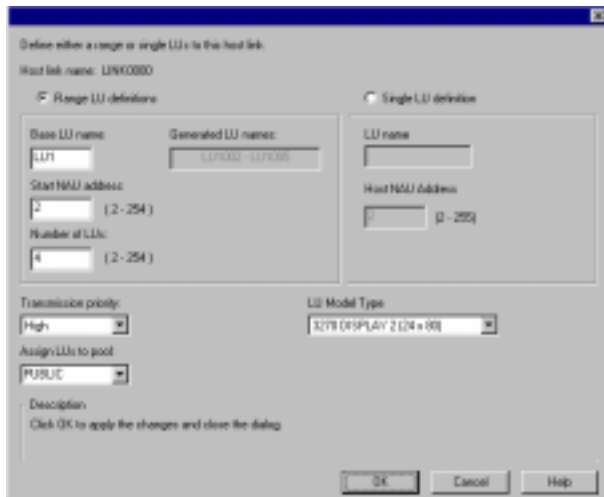 Define either a range or single LUs to this host link.
Host link name: LINK0000
Range LU definitions
Single LU definition
Base LU name:
Generated LU names:
LU name
LU1
LU1002 - LU1005
Start NAU address:
Host NAU Address
2 ( 2 - 254 )
2 (2 - 255)
Number of LUs:
4 ( 2 - 254 )
Transmission priority:
LU Model Type
High
3270 DISPLAY 2 (24 x 80)
Assign LUs to pool:
PUBLIC
Description
Click OK to apply the changes and close the dialog
OK Cancel Help